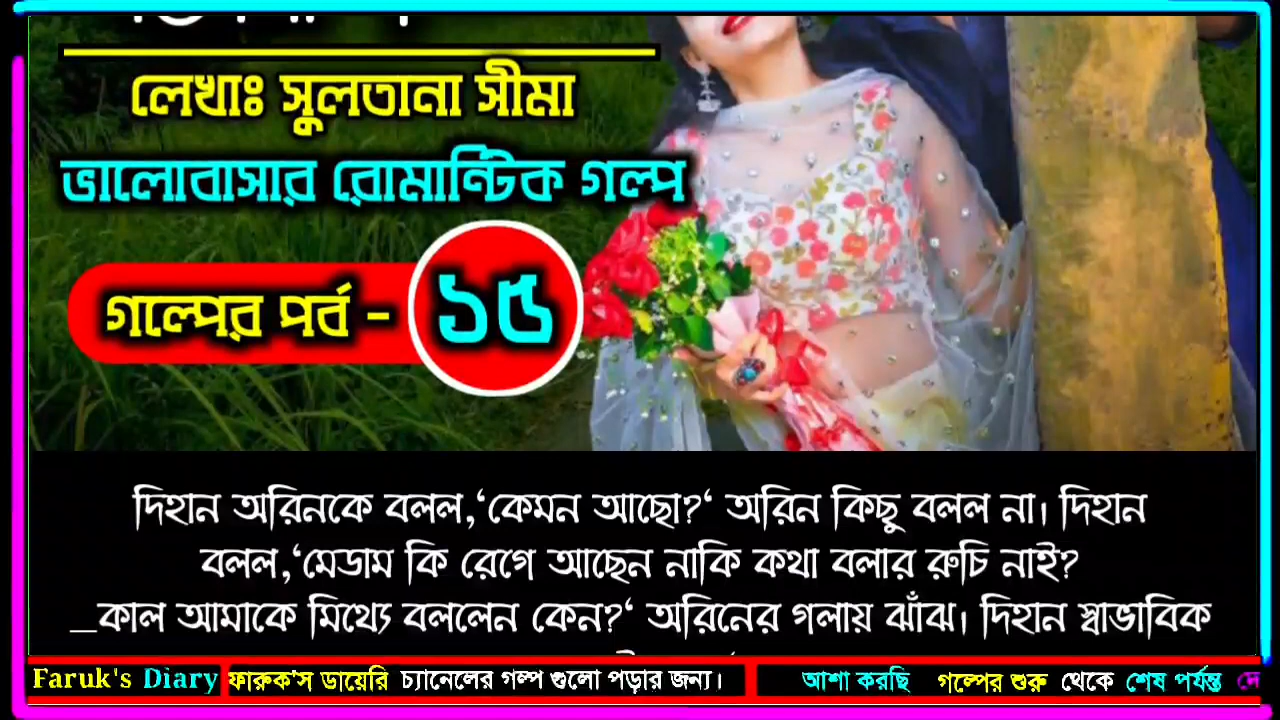 লেখাঃ সুলতানা সীমা
ভালোবাসার রোমান্টিক গল্প
গল্পের পর্ব - ১৫
দিহান অরিনকে বলল,‘কেমন আছো?‘ অরিন কিছু বলল না। দিহান
বলল,‘মেডাম কি রেগে আছেন নাকি কথা বলার রুচি নাই?
_কাল আমাকে মিথ্যে বললেন কেন?‘ অরিনের গলায় ঝাঁঝ। দিহান স্বাভাবিক
Faruk's Diary ফারুক'স ডায়েরি চ্যানেলের গল্প গুলো পড়ার জন্য। আশা করছি গল্পের শুরু থেকে শেষ পর্যন্ত